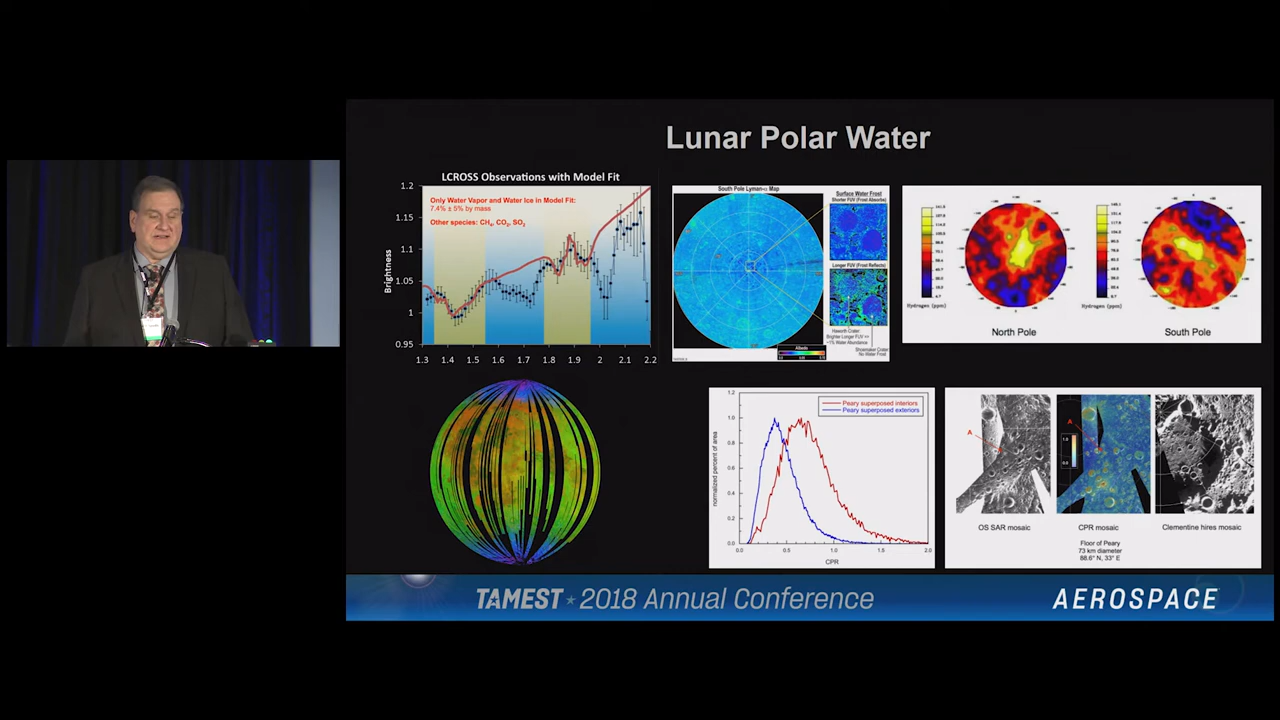 Lunar Polar Water
LCROSS Observations with Model Fit
1.2
1.15
1.1
1.05
1
0.95
Brightness
Only Water Vapor and Water Ice in Model Fit:
7.4% ± 5% by mass
Other species: CH4, CO2, SO2
1.3 1.4 1.5 1.6 1.7 1.8 1.9 2 2.1 2.2
South Pole Lyman-α Map
Surface Water Frost
Shorter FUV (Frost Absorbs)
Longer FUV (Frost Reflects)
Haworth Crater:
Brighter Longer FUV =>
~1% Water Abundance
Shoemaker Crater
No Water Frost
Albedo
Hydrogen (ppm)
North Pole
Hydrogen (ppm)
South Pole
1.2
1.0
0.8
0.6
0.4
0.2
0.0
normalized percent of area
Peary superposed interiors
Peary superposed exteriors
0.0 0.5 1.0 1.5 2.0
CPR
A
A
OS SAR mosaic
CPR mosaic
Clementine hires mosaic
Floor of Peary
73 km diameter
88.6° N, 33° E
TAMEST 2018 Annual Conference
AEROSPACE